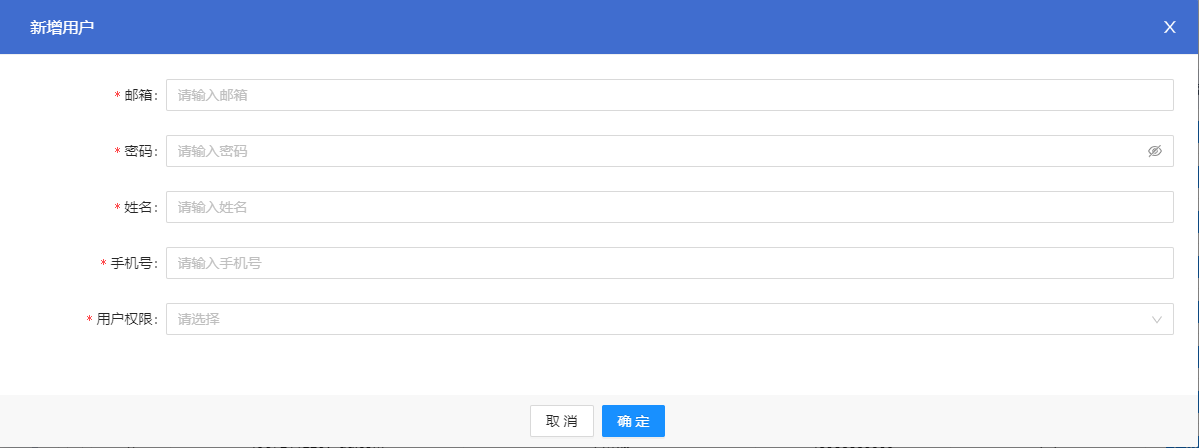 新增用户 X
* 邮箱: 请输入邮箱
* 密码: 请输入密码
* 姓名: 请输入姓名
* 手机号: 请输入手机号
* 用户权限: 请选择
取 消 确 定